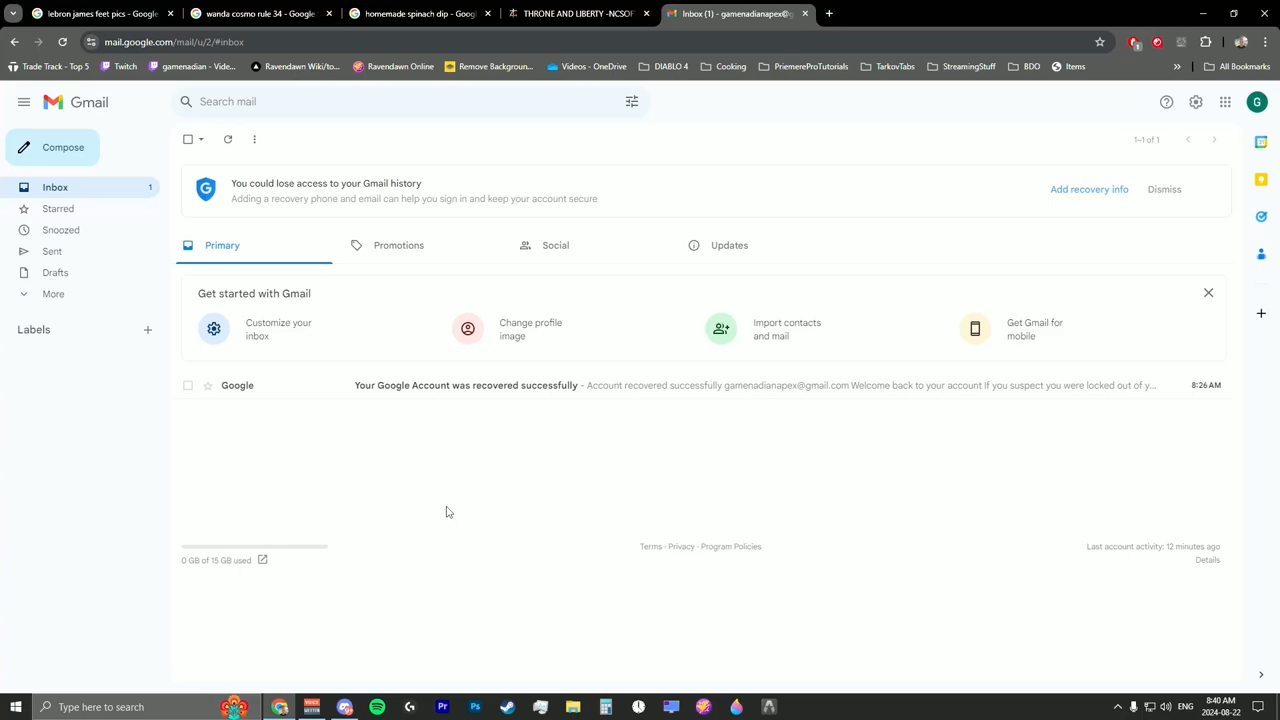 lebron james feet pics - Google
wanda cosmo rule 34 - Google
homemade spinach dip - Goog
THRONE AND LIBERTY -NCSOF
Inbox (1) - gamenadianapex@g
mail.google.com/mail/u/2/#inbox
Trade Track - Top 5
Twitch
gamenadian - Video...
Ravendawn Wiki/to...
Ravendawn Online
Remove Background...
Videos - OneDrive
DIABLO 4
Cooking
PriemereProTutorials
TarkovTabs
StreamingStuff
BDO
Items
»
All Bookmarks
Gmail
Search mail
G
Compose
1–1 of 1
Inbox 1
Starred
Snoozed
Sent
Drafts
More
Labels
You could lose access to your Gmail history
Adding a recovery phone and email can help you sign in and keep your account secure
Add recovery info
Dismiss
Primary
Promotions
Social
Updates
Get started with Gmail
Customize your
inbox
Change profile
image
Import contacts
and mail
Get Gmail for
mobile
Google Your Google Account was recovered successfully - Account recovered successfully gamenadianapex@gmail.com Welcome back to your account If you suspect you were locked out of y... 8:26 AM
0 GB of 15 GB used
Terms · Privacy · Program Policies
Last account activity: 12 minutes ago
Details
Type here to search
ENG
8:40 AM
2024-08-22